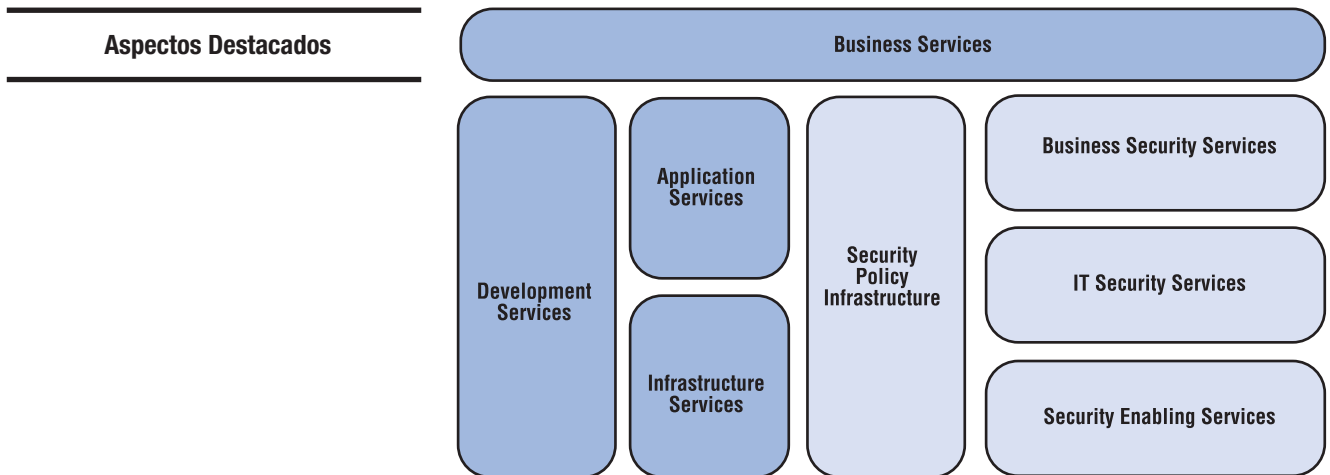 Aspectos Destacados
Business Services
Development
Services
Application
Services
Infrastructure
Services
Security
Policy
Infrastructure
Business Security Services
IT Security Services
Security Enabling Services